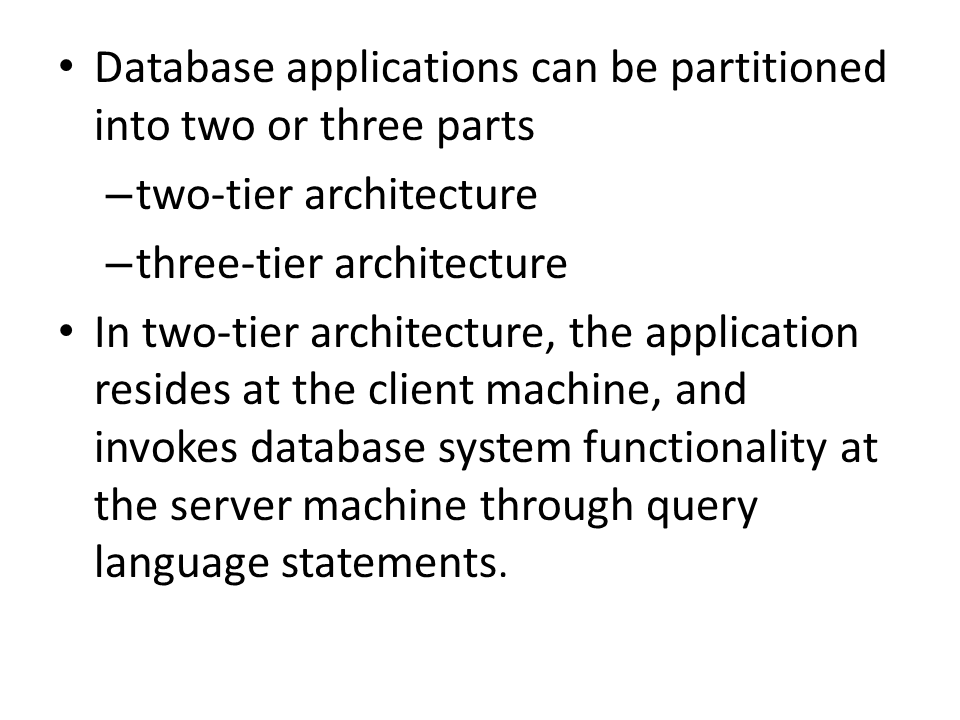 • Database applications can be partitioned
into two or three parts
–two-tier architecture
–three-tier architecture
• In two-tier architecture, the application
resides at the client machine, and
invokes database system functionality at
the server machine through query
language statements.